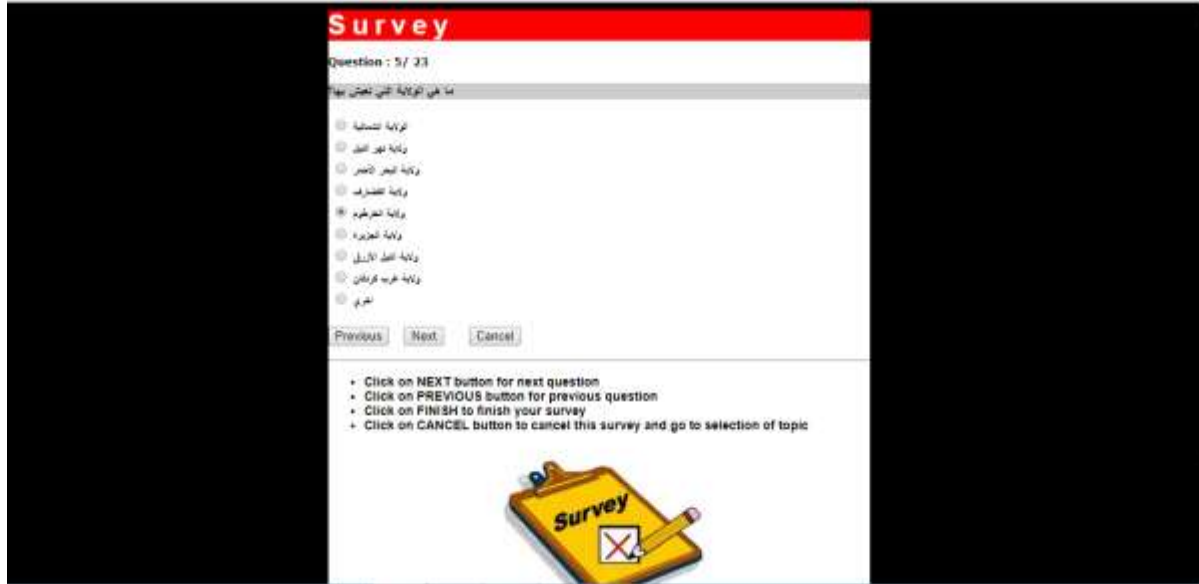 Survey
Question : 5/ 23
ما هي الولاية التي تعيش بها؟
الولاية الشمالية
ولاية نهر النيل
ولاية البحر الأحمر
ولاية القضارف
ولاية الخرطوم
ولاية الجزيرة
ولاية النيل الأزرق
ولاية غرب كردفان
اخري
Previous Next Cancel
Click on NEXT button for next question
Click on PREVIOUS button for previous question
Click on FINISH to finish your survey
Click on CANCEL button to cancel this survey and go to selection of topic
Survey